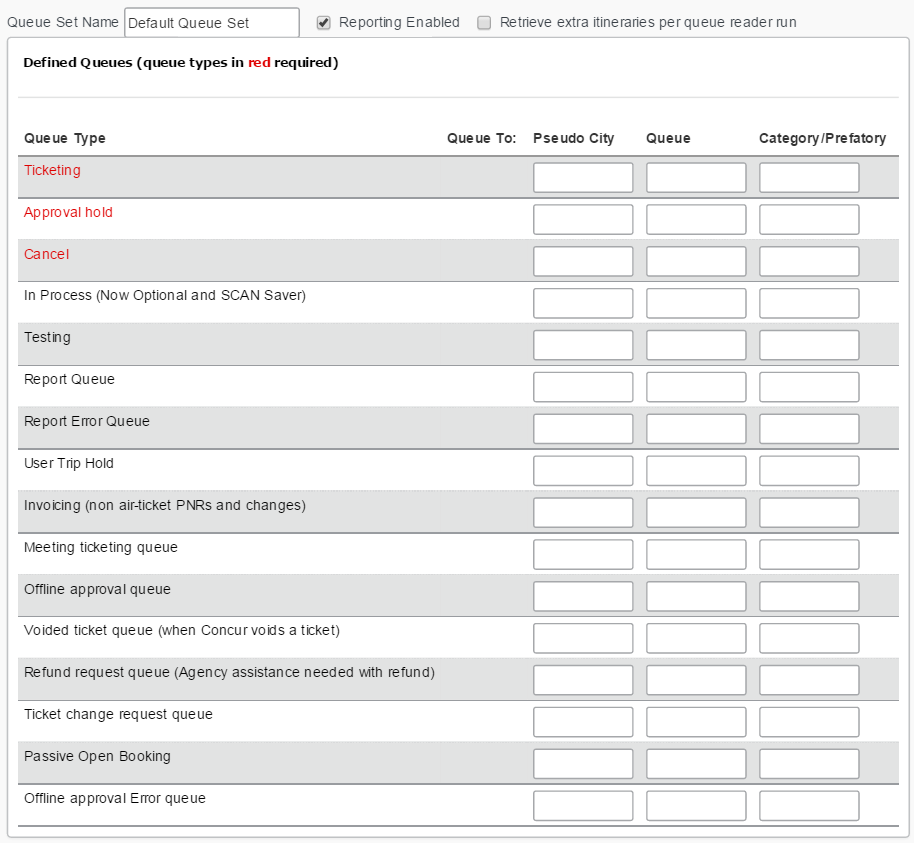 Queue Set Name Default Queue Set Reporting Enabled Retrieve extra itineraries per queue reader run
Defined Queues (queue types in red required)
Queue Type Queue To: Pseudo City Queue Category/Prefatory
Ticketing
Approval hold
Cancel
In Process (Now Optional and SCAN Saver)
Testing
Report Queue
Report Error Queue
User Trip Hold
Invoicing (non air-ticket PNRs and changes)
Meeting ticketing queue
Offline approval queue
Voided ticket queue (when Concur voids a ticket)
Refund request queue (Agency assistance needed with refund)
Ticket change request queue
Passive Open Booking
Offline approval Error queue